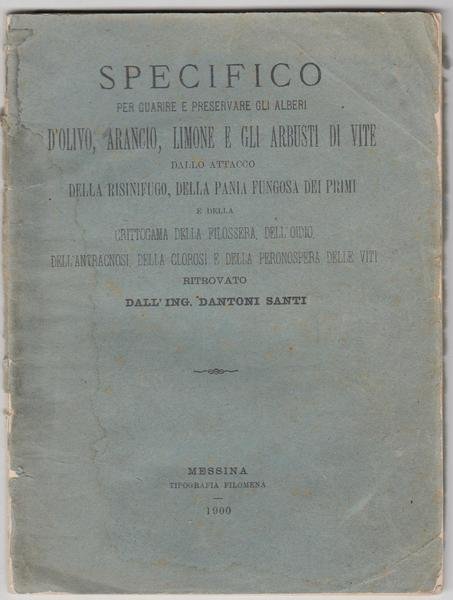 SPECIFICO
PER GUARIRE E PRESERVARE GLI ALBERI
D'OLIVO, ARANCIO, LIMONE E GLI ARBUSTI DI VITE
DALLO ATTACCO
DELLA RISINIFUGO, DELLA PANIA FUNGOSA DEI PRIMI
E DELLA
CRITTOGAMA DELLA FILOSSERA, DELL'OIDIO,
DELL'ANTRAGNOSI, DELLA CLOROSI E DELLA PERONOSPERA DELLE VITI
RITROVATO
DALL' ING. DANTONI SANTI
MESSINA
TIPOGRAFIA FILOMENA
1900